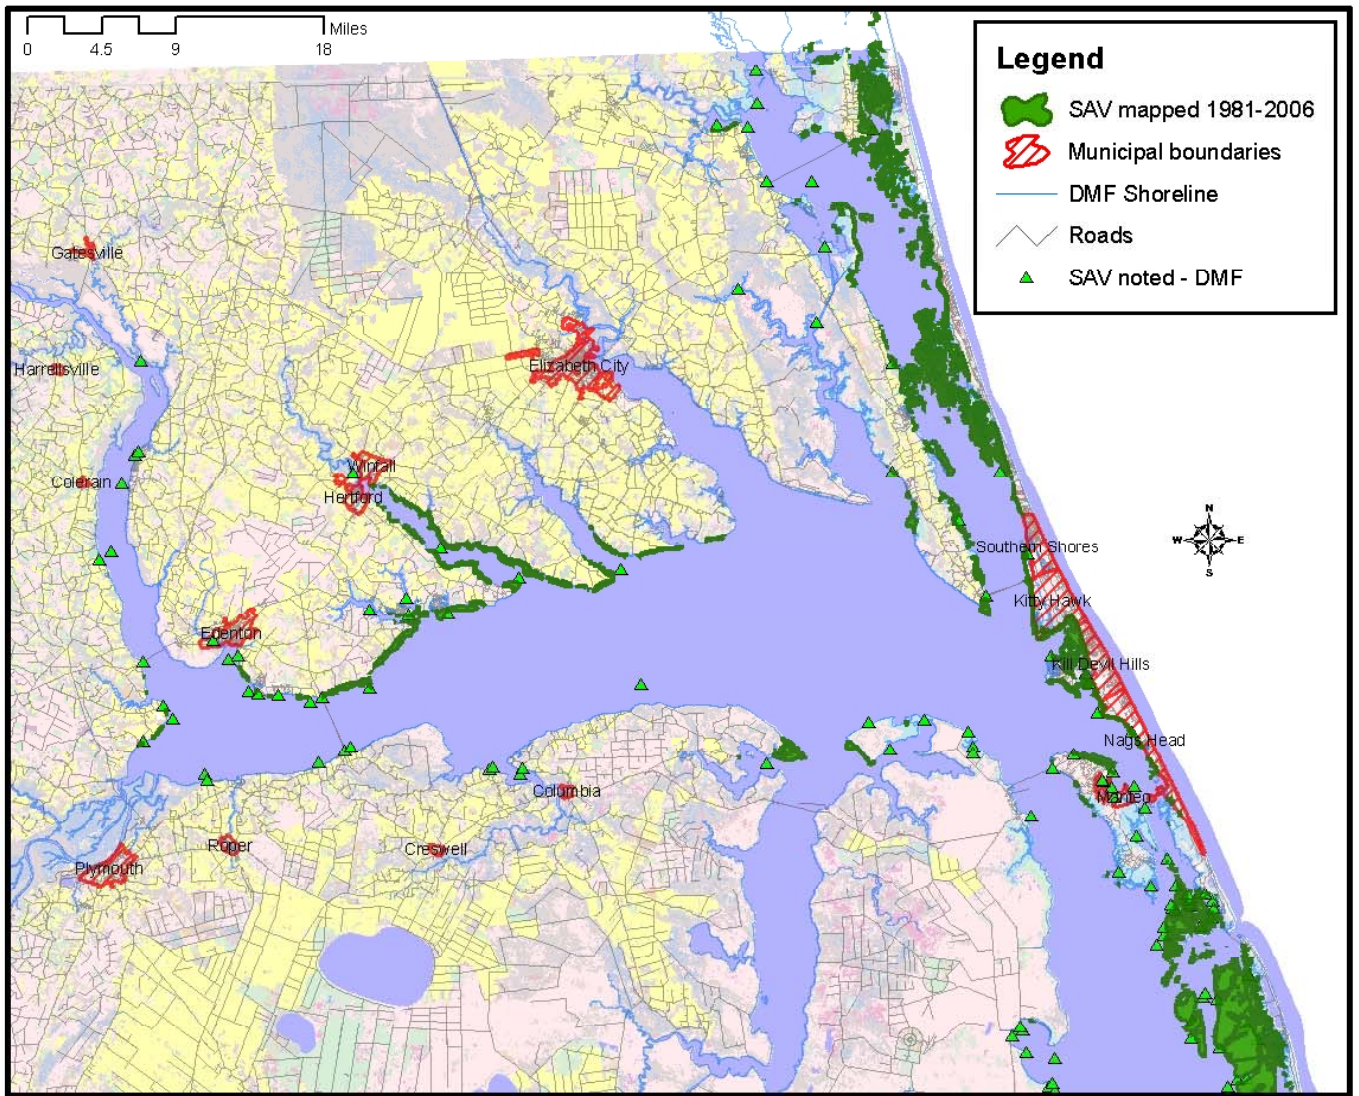 Miles
0 4.5 9 18
Legend
SAV mapped 1981-2006
Municipal boundaries
DMF Shoreline
Roads
SAV noted - DMF
Gatesville
Harrellsville
Elizabeth City
Winfall
Colerain
Hertford
N
W E
S
Southern Shores
Kitty Hawk
Edenton
Kill Devil Hills
Nags Head
Columbia
Manteo
Roper
Creswell
Plymouth